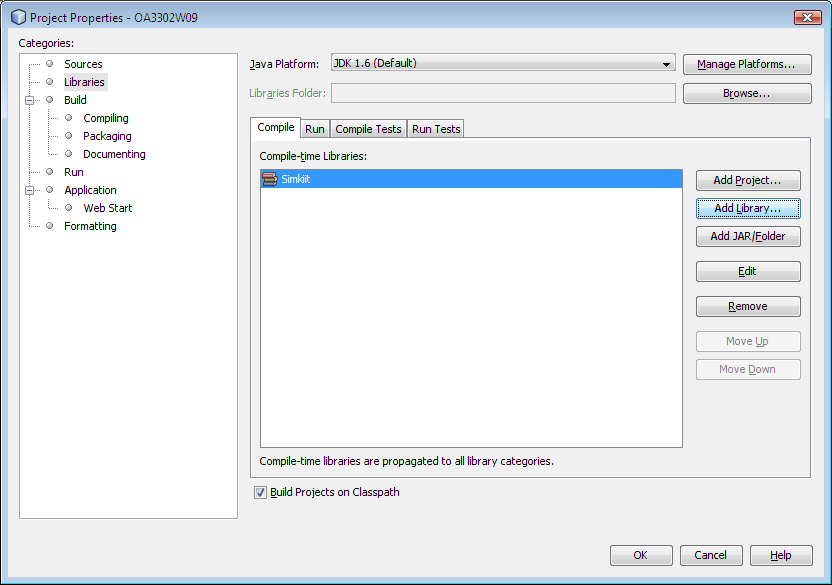 Project Properties - OA3302W09
Categories:
Sources
Libraries
Build
Compiling
Packaging
Documenting
Run
Application
Web Start
Formatting
Java Platform: JDK 1.6 (Default) Manage Platforms...
Libraries Folder: Browse...
Compile Run Compile Tests Run Tests
Compile-time Libraries:
Simkiit
Add Project...
Add Library...
Add JAR/Folder
Edit
Remove
Move Up
Move Down
Compile-time libraries are propagated to all library categories.
Build Projects on Classpath
OK Cancel Help